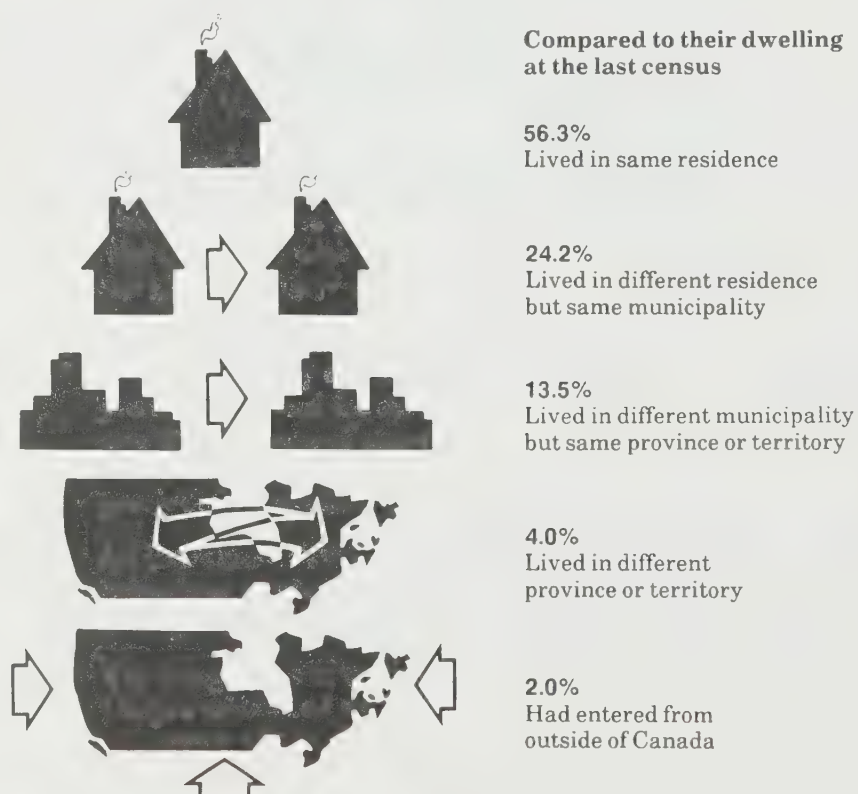 Compared to their dwelling
at the last census
56.3%
Lived in same residence
24.2%
Lived in different residence
but same municipality
13.5%
Lived in different municipality
but same province or territory
4.0%
Lived in different
province or territory
2.0%
Had entered from
outside of Canada